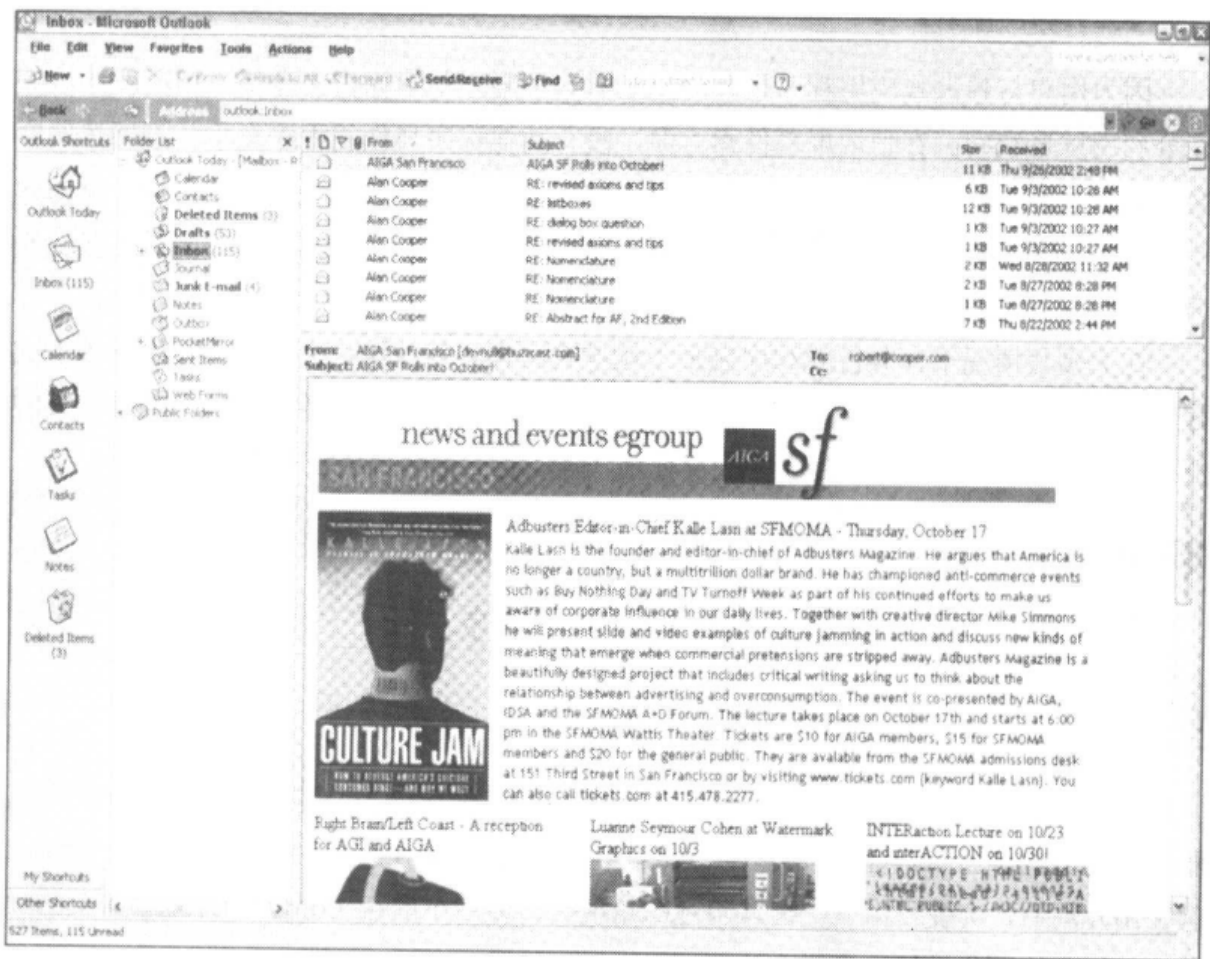 Inbox - Microsoft Outlook
File Edit View Favorites Tools Actions Help
New Send/Receive Find
Back Address outlook:Inbox Go
Outlook Shortcuts
Outlook Today
Inbox (115)
Calendar
Contacts
Tasks
Notes
Deleted Items
(3)
My Shortcuts
Other Shortcuts
Folder List X
Outlook Today - [Mailbox - R
Calendar
Contacts
Deleted Items (3)
Drafts (53)
Inbox (115)
Journal
Junk E-mail (4)
Notes
Outbox
PocketMirror
Sent Items
Tasks
Web Forms
Public Folders
! From Subject Size Received
AIGA San Francisco AIGA SF Rolls into October! 11 KB Thu 9/26/2002 2:48 PM
Alan Cooper RE: revised axioms and tips 6 KB Tue 9/3/2002 10:28 AM
Alan Cooper RE: listboxes 12 KB Tue 9/3/2002 10:28 AM
Alan Cooper RE: dialog box question 1 KB Tue 9/3/2002 10:27 AM
Alan Cooper RE: revised axioms and tips 1 KB Tue 9/3/2002 10:27 AM
Alan Cooper RE: Nomenclature 2 KB Wed 8/28/2002 11:32 AM
Alan Cooper RE: Nomenclature 2 KB Tue 8/27/2002 8:28 PM
Alan Cooper RE: Nomenclature 1 KB Tue 8/27/2002 8:28 PM
Alan Cooper RE: Abstract for AF, 2nd Edition 7 KB Thu 8/22/2002 2:44 PM
From: AIGA San Francisco [devnull@buzzcast.com] To: robert@cooper.com
Subject: AIGA SF Rolls into October! Cc:
news and events egroup AIGA sf
SAN FRANCISCO
KALLE LASN
CULTURE JAM
HOW TO REVERSE AMERICA'S SUICIDE
CONSUMER BINGE—AND WHY WE MUST
Adbusters Editor-in-Chief Kalle Lasn at SFMOMA - Thursday, October 17
Kalle Lasn is the founder and editor-in-chief of Adbusters Magazine. He argues that America is
no longer a country, but a multitrillion dollar brand. He has championed anti-commerce events
such as Buy Nothing Day and TV Turnoff Week as part of his continued efforts to make us
aware of corporate influence in our daily lives. Together with creative director Mike Simmons
he will present slide and video examples of culture jamming in action and discuss new kinds of
meaning that emerge when commercial pretensions are stripped away. Adbusters Magazine is a
beautifully designed project that includes critical writing asking us to think about the
relationship between advertising and overconsumption. The event is co-presented by AIGA,
IDSA and the SFMOMA A+D Forum. The lecture takes place on October 17th and starts at 6:00
pm in the SFMOMA Wattis Theater. Tickets are $10 for AIGA members, $15 for SFMOMA
members and $20 for the general public. They are avalable from the SFMOMA admissions desk
at 151 Third Street in San Francisco or by visiting www.tickets.com (keyword Kalle Lasn). You
can also call tickets.com at 415.478.2277.
Right Brain/Left Coast - A reception
for AGI and AIGA
Luanne Seymour Cohen at Watermark
Graphics on 10/3
INTERaction Lecture on 10/23
and interACTION on 10/30!
<!DOCTYPE HTML PUBLI
527 Items, 115 Unread